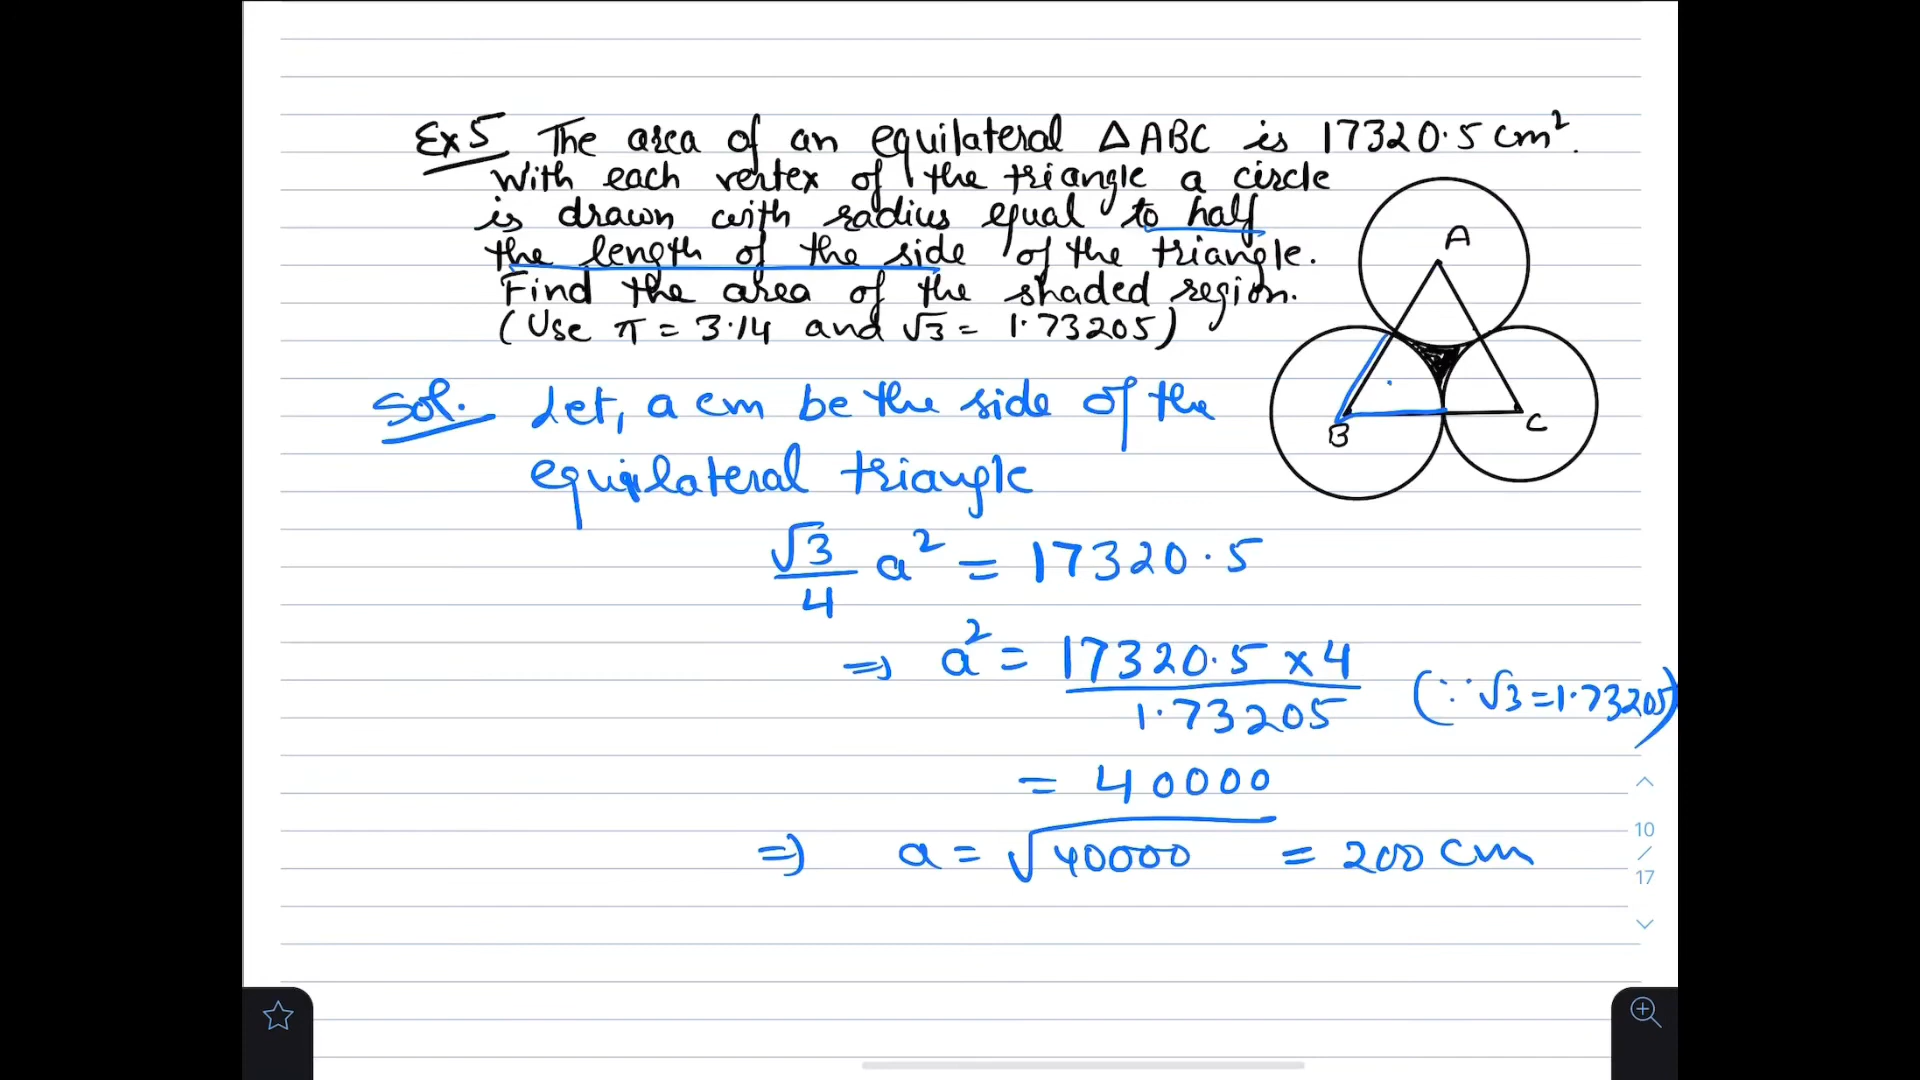 Ex 5 The area of an equilateral △ABC is 17320.5 cm².
With each vertex of the triangle a circle
is drawn with radius equal to half
the length of the side of the triangle.
Find the area of the shaded region.
(Use π = 3.14 and √3 = 1.73205)
A
B
C
Sol. Let, a cm be the side of the
equilateral triangle
√3/4 a² = 17320.5
⇒ a² = 17320.5 × 4 / 1.73205 (∵ √3 = 1.73205)
= 40000
⇒ a = √40000 = 200 cm
10
/
17